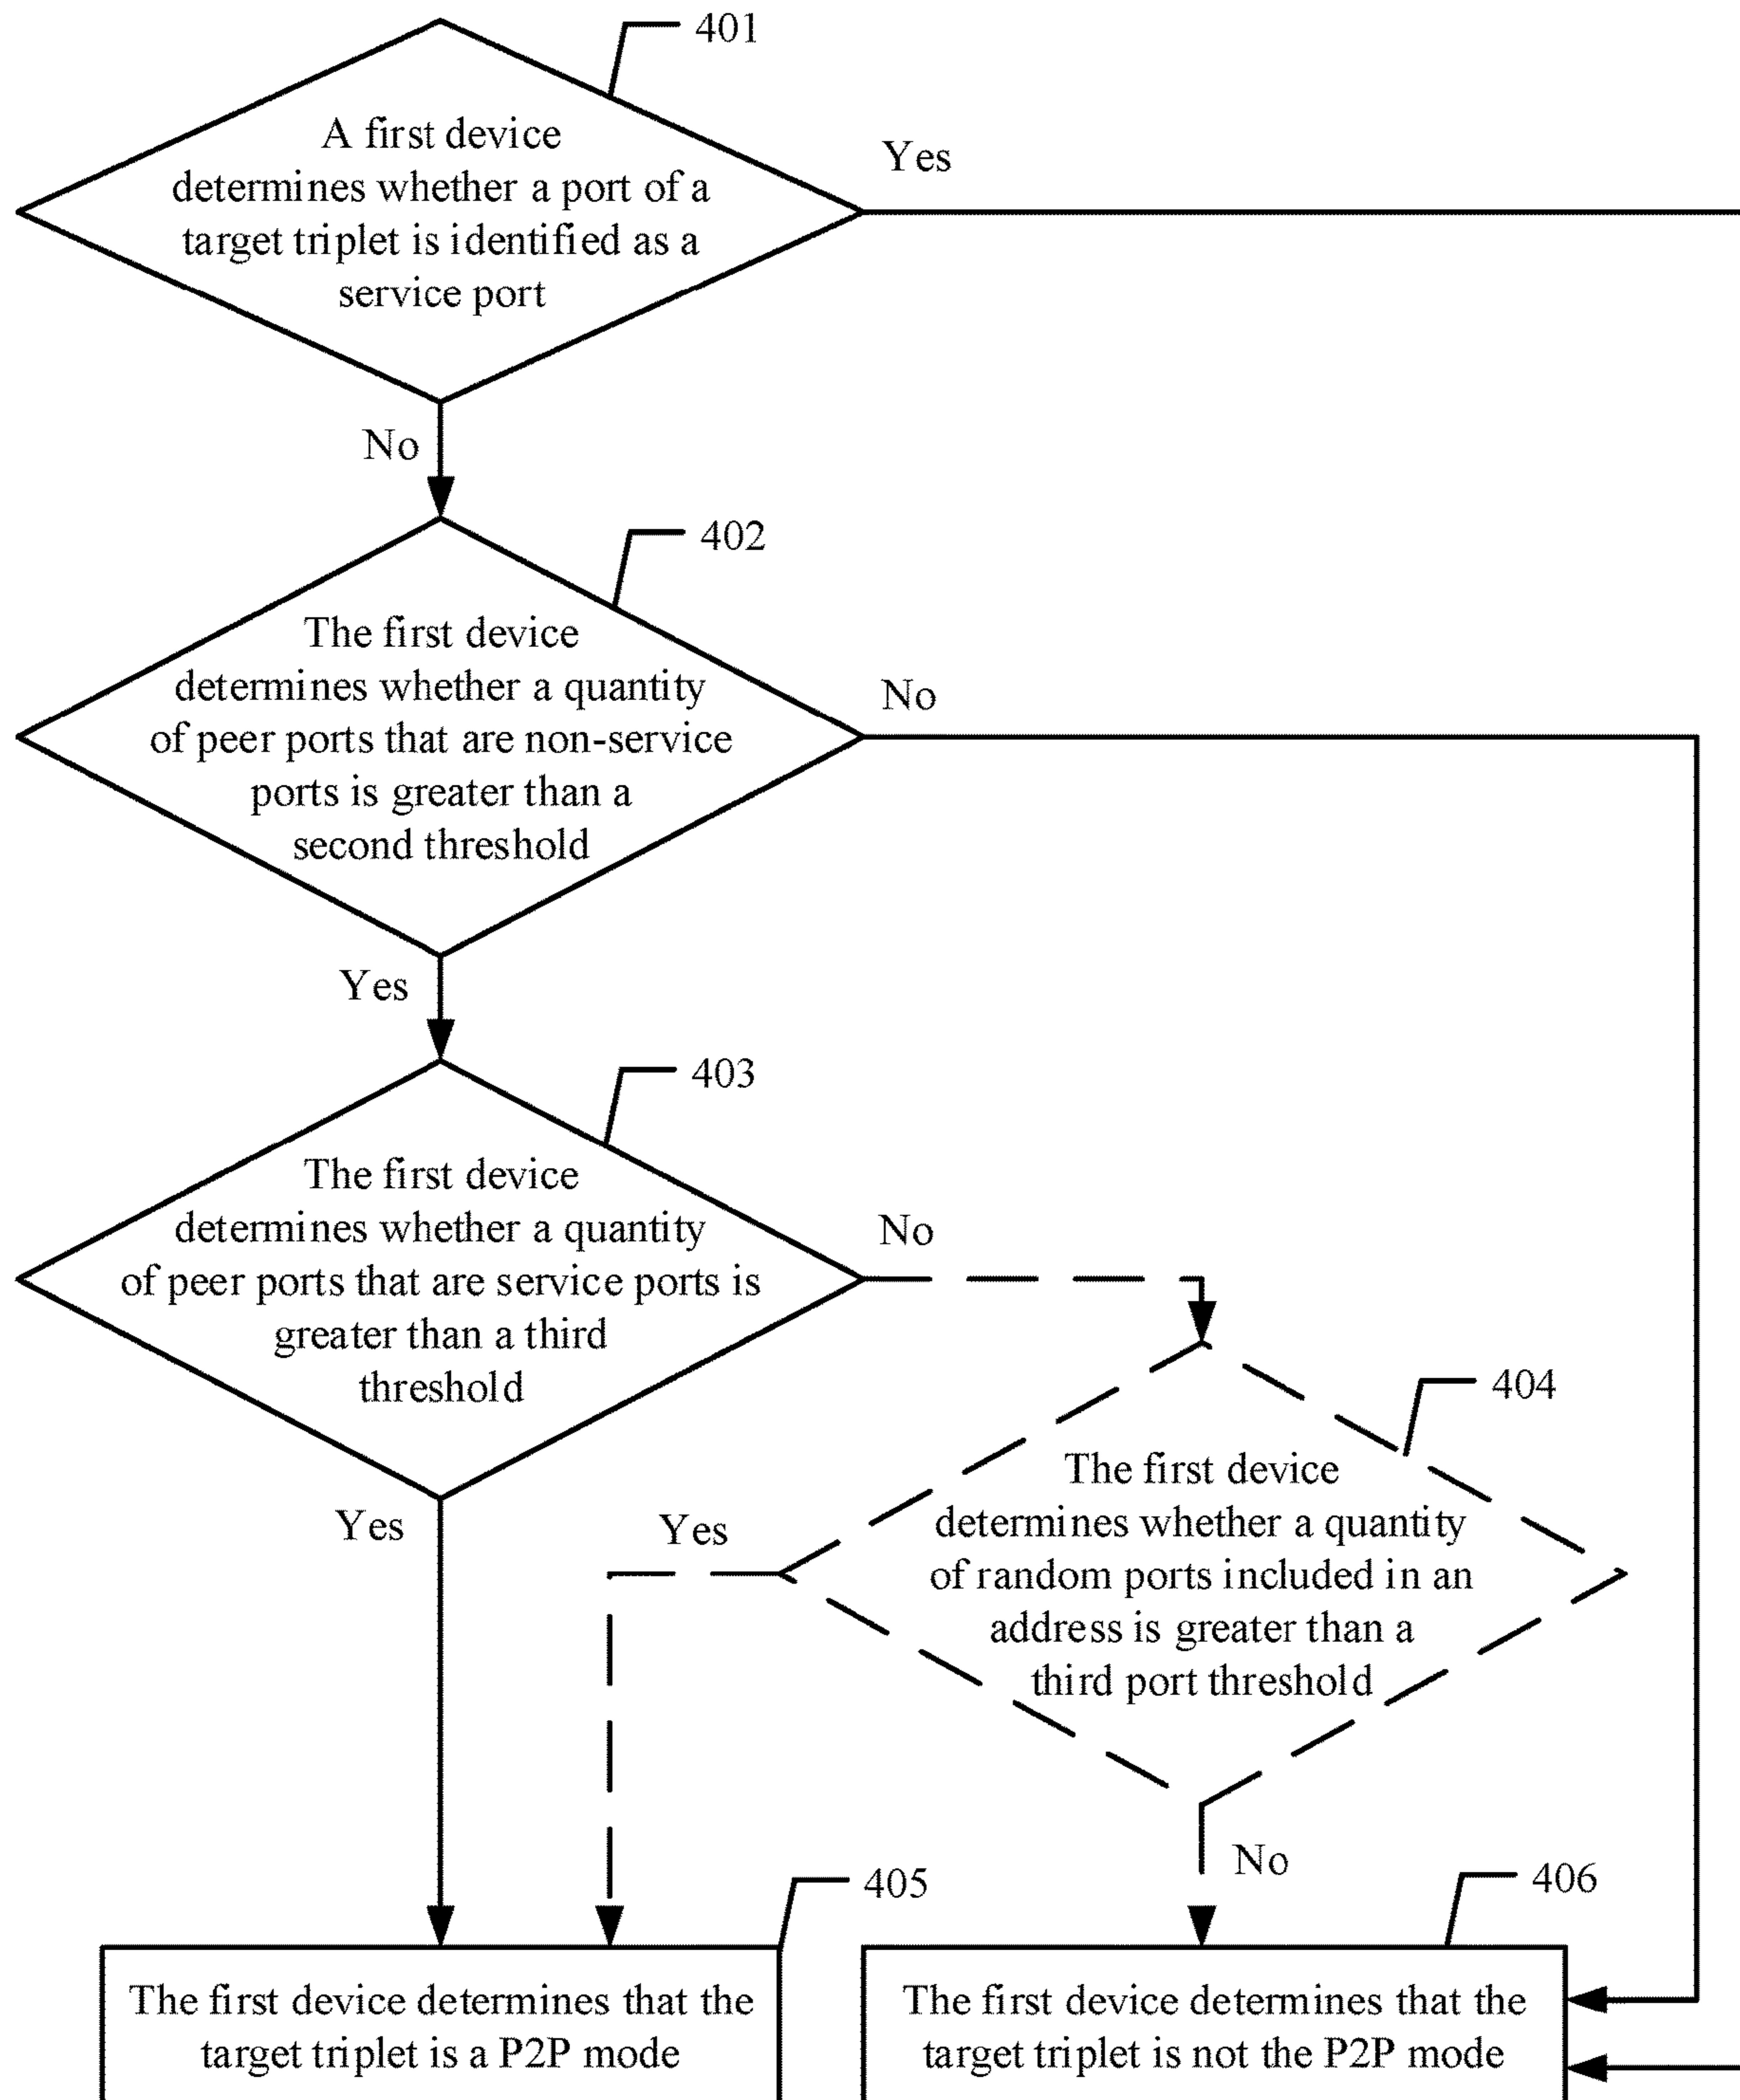 401
A first device
determines whether a port of a
target triplet is identified as a
service port
Yes
No
402
The first device
determines whether a quantity
of peer ports that are non-service
ports is greater than a
second threshold
No
Yes
403
The first device
determines whether a quantity
of peer ports that are service ports is
greater than a third
threshold
No
Yes
404
The first device
determines whether a quantity
of random ports included in an
address is greater than a
third port threshold
Yes
No
405
The first device determines that the
target triplet is a P2P mode
406
The first device determines that the
target triplet is not the P2P mode